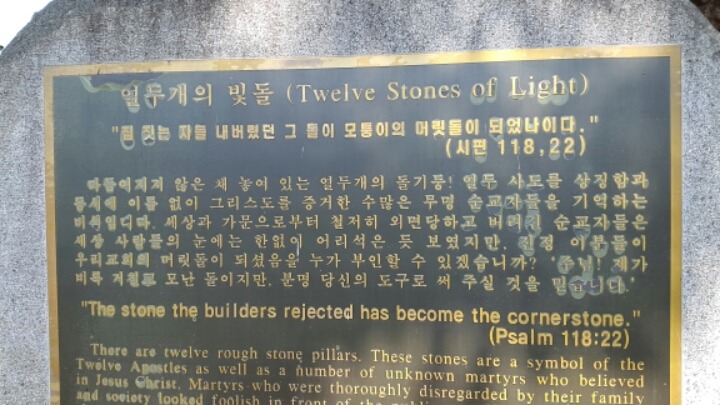 열두개의 빛돌 (Twelve Stones of Light)
"집 짓는 자들 내버렸던 그 돌이 모퉁이의 머릿돌이 되었나이다."
(시편 118,22)
다듬어지지 않은 채 놓여 있는 열두개의 돌기둥! 열두 사도를 상징함과
동시에 이름 없이 그리스도를 증거한 수많은 무명 순교자들을 기억하는
비석입니다. 세상과 가문으로부터 철저히 외면당하고 버려진 순교자들은
세상 사람들의 눈에는 한없이 어리석은 듯 보였지만, 진정 이분들이
우리교회의 머릿돌이 되셨음을 누가 부인할 수 있겠습니까? '주님! 제가
비록 거칠고 모난 돌이지만, 분명 당신의 도구로 써 주실 것을 믿습니다.'
"The stone the builders rejected has become the cornerstone."
(Psalm 118:22)
There are twelve rough stone pillars. These stones are a symbol of the
Twelve Apostles as well as a number of unknown martyrs who believed
in Jesus Christ. Martyrs who were thoroughly disregarded by their family
and society looked foolish in front of the